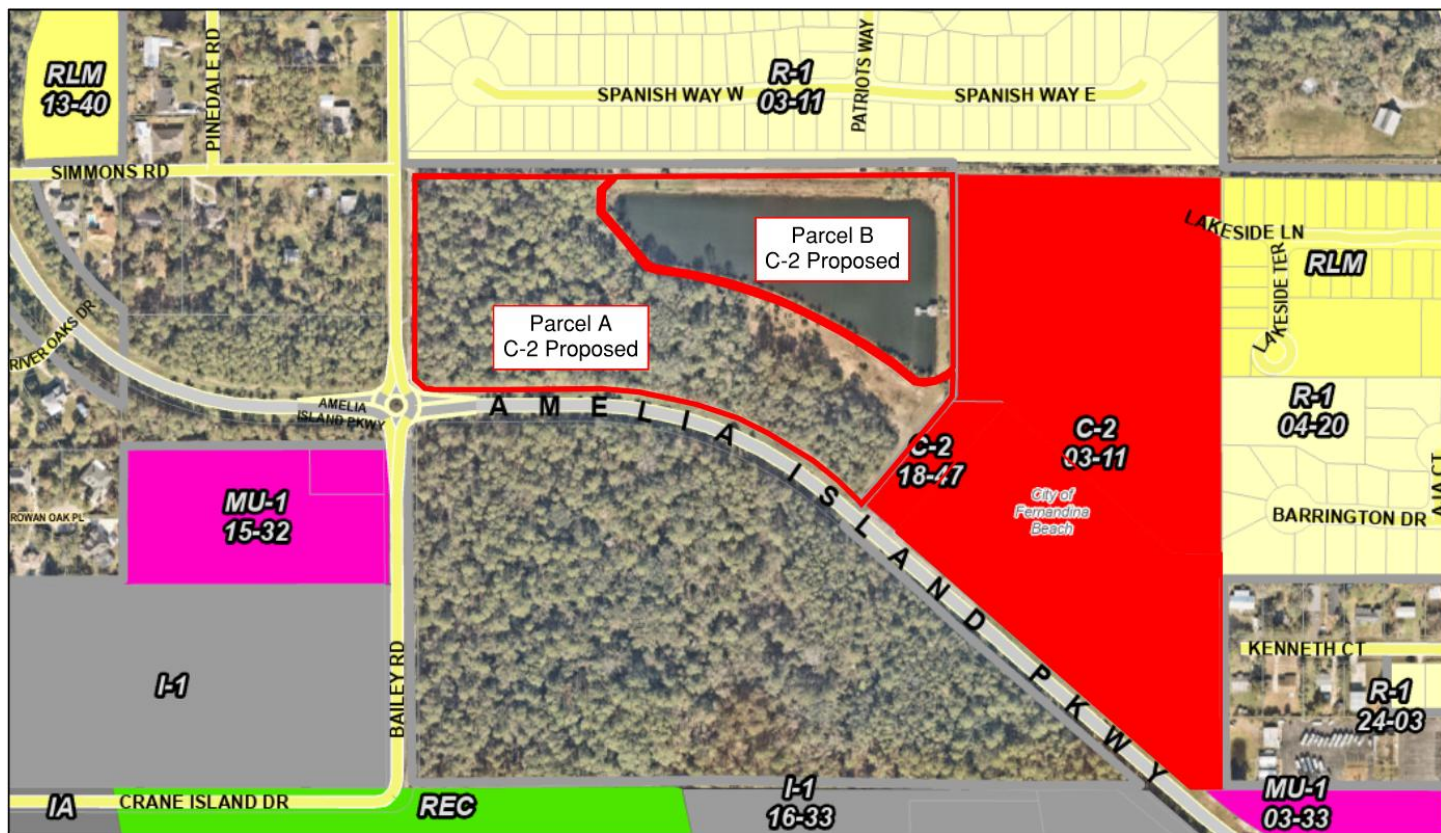 RLM
13-40
PINEDALE RD
SIMMONS RD
SPANISH WAY W
R-1
03-11
PATRIOTS WAY
SPANISH WAY E
LAKESIDE LN
LAKESIDE TER
RLM
Parcel B
C-2 Proposed
Parcel A
C-2 Proposed
RIVER OAKS DR
AMELIA
ISLAND PKWY
AMELIA ISLAND PKWY
C-2
18-47
C-2
03-11
City of
Fernandina
Beach
R-1
04-20
AJA CT
BARRINGTON DR
ROWAN OAK PL
MU-1
15-32
I-1
BAILEY RD
KENNETH CT
R-1
24-03
IA
CRANE ISLAND DR
REC
I-1
16-33
MU-1
03-33